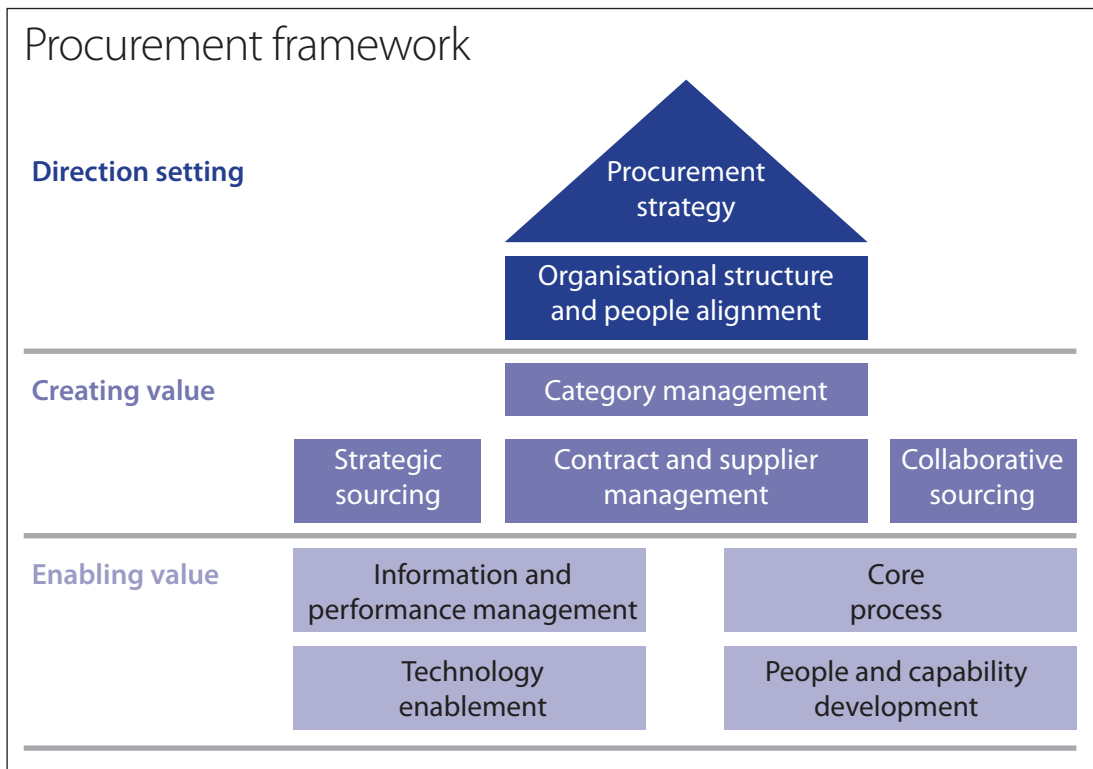 Procurement framework
Direction setting
Procurement
strategy
Organisational structure
and people alignment
Creating value
Category management
Strategic
sourcing
Contract and supplier
management
Collaborative
sourcing
Enabling value
Information and
performance management
Core
process
Technology
enablement
People and capability
development